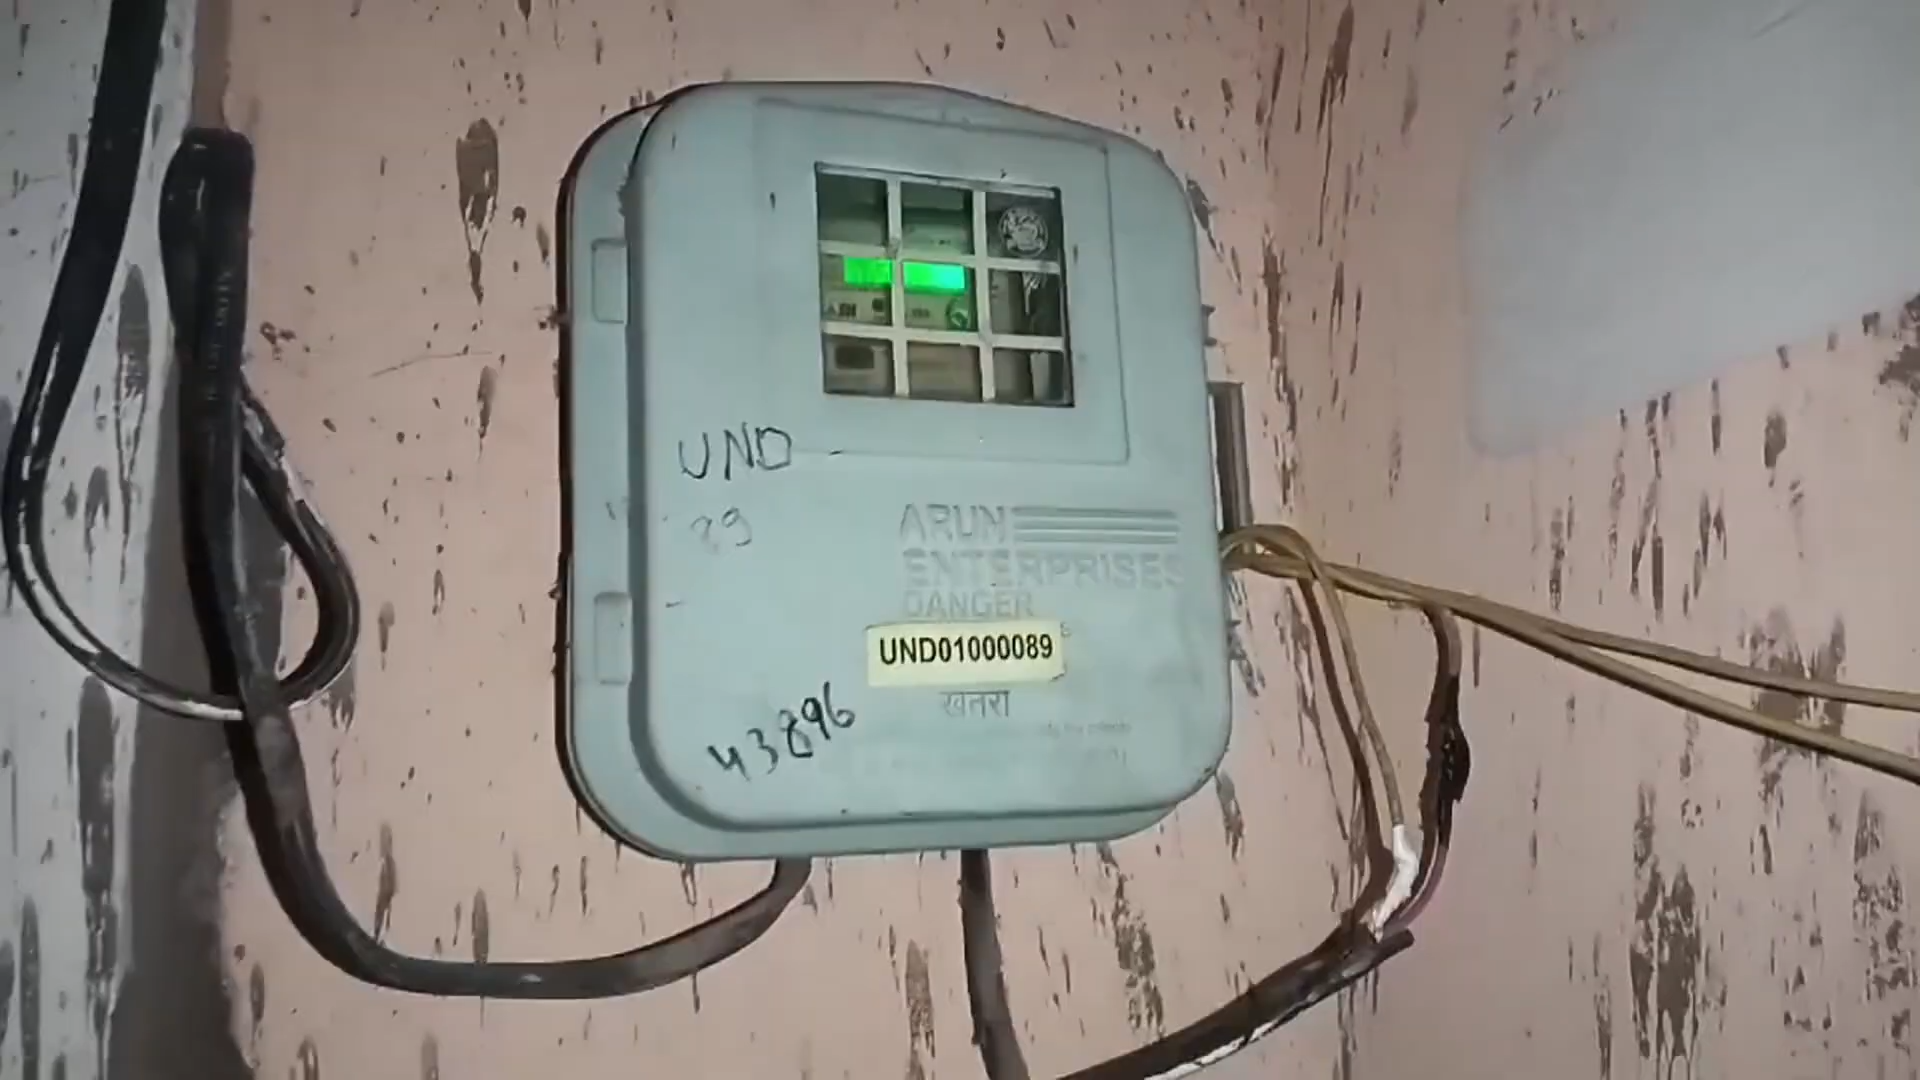 UND
89
ARUN
ENTERPRISES
DANGER
UND01000089
खतरा
43896